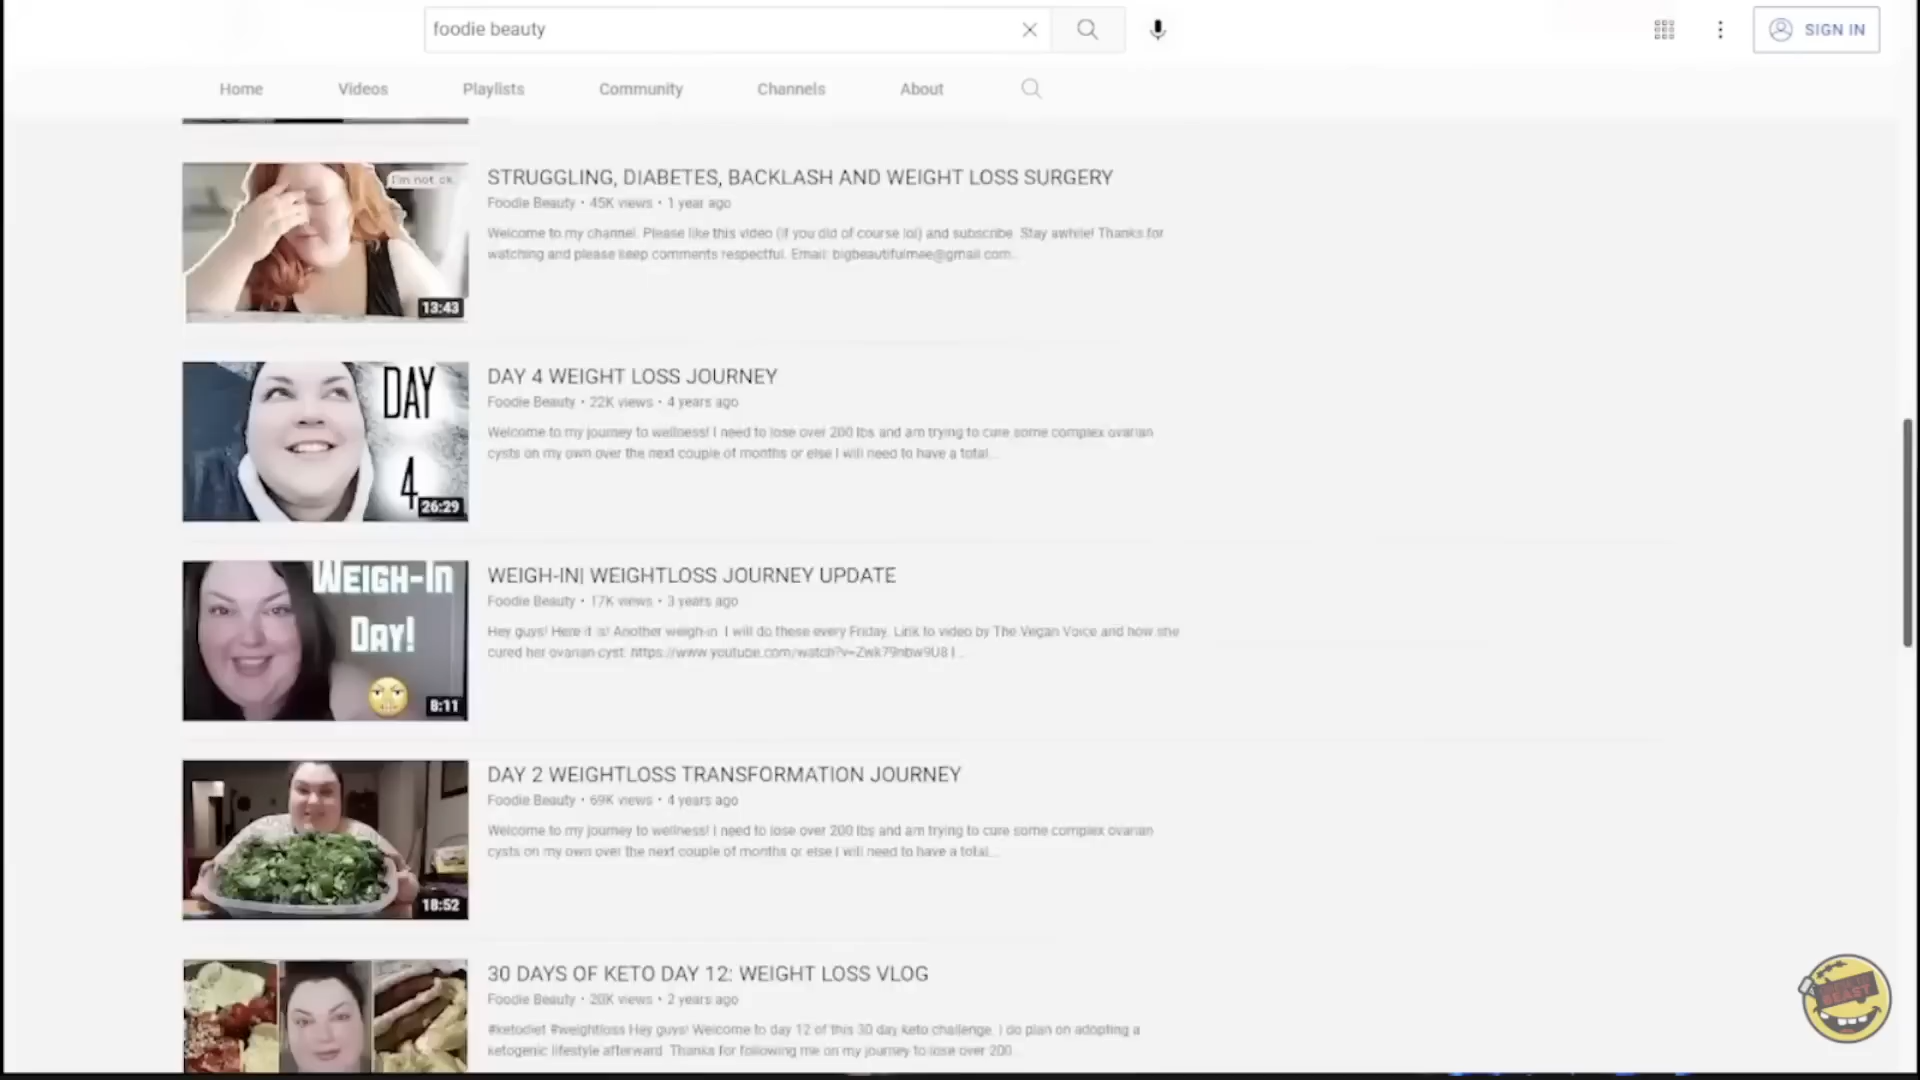 foodie beauty
SIGN IN
Home Videos Playlists Community Channels About
I'm not ok
13:43
STRUGGLING, DIABETES, BACKLASH AND WEIGHT LOSS SURGERY
Foodie Beauty • 45K views • 1 year ago
Welcome to my channel. Please like this video (if you did of course lol) and subscribe. Stay awhile! Thanks for
watching and please keep comments respectful. Email: bigbeautifulmee@gmail.com...
DAY
4
26:29
DAY 4 WEIGHT LOSS JOURNEY
Foodie Beauty • 22K views • 4 years ago
Welcome to my journey to wellness! I need to lose over 200 lbs and am trying to cure some complex ovarian
cysts on my own over the next couple of months or else I will need to have a total...
WEIGH-IN
DAY!
8:11
WEIGH-IN| WEIGHTLOSS JOURNEY UPDATE
Foodie Beauty • 17K views • 3 years ago
Hey guys! Here it is! Another weigh-in. I will do these every Friday. Link to video by The Vegan Voice and how she
cured her ovarian cyst: https://www.youtube.com/watch?v=Zwk79nbw9U8 I...
18:52
DAY 2 WEIGHTLOSS TRANSFORMATION JOURNEY
Foodie Beauty • 69K views • 4 years ago
Welcome to my journey to wellness! I need to lose over 200 lbs and am trying to cure some complex ovarian
cysts on my own over the next couple of months or else I will need to have a total...
30 DAYS OF KETO DAY 12: WEIGHT LOSS VLOG
Foodie Beauty • 20K views • 2 years ago
#ketodiet #weightloss Hey guys! Welcome to day 12 of this 30 day keto challenge. I do plan on adopting a
ketogenic lifestyle afterward. Thanks for following me on my journey to lose over 200
BEAST